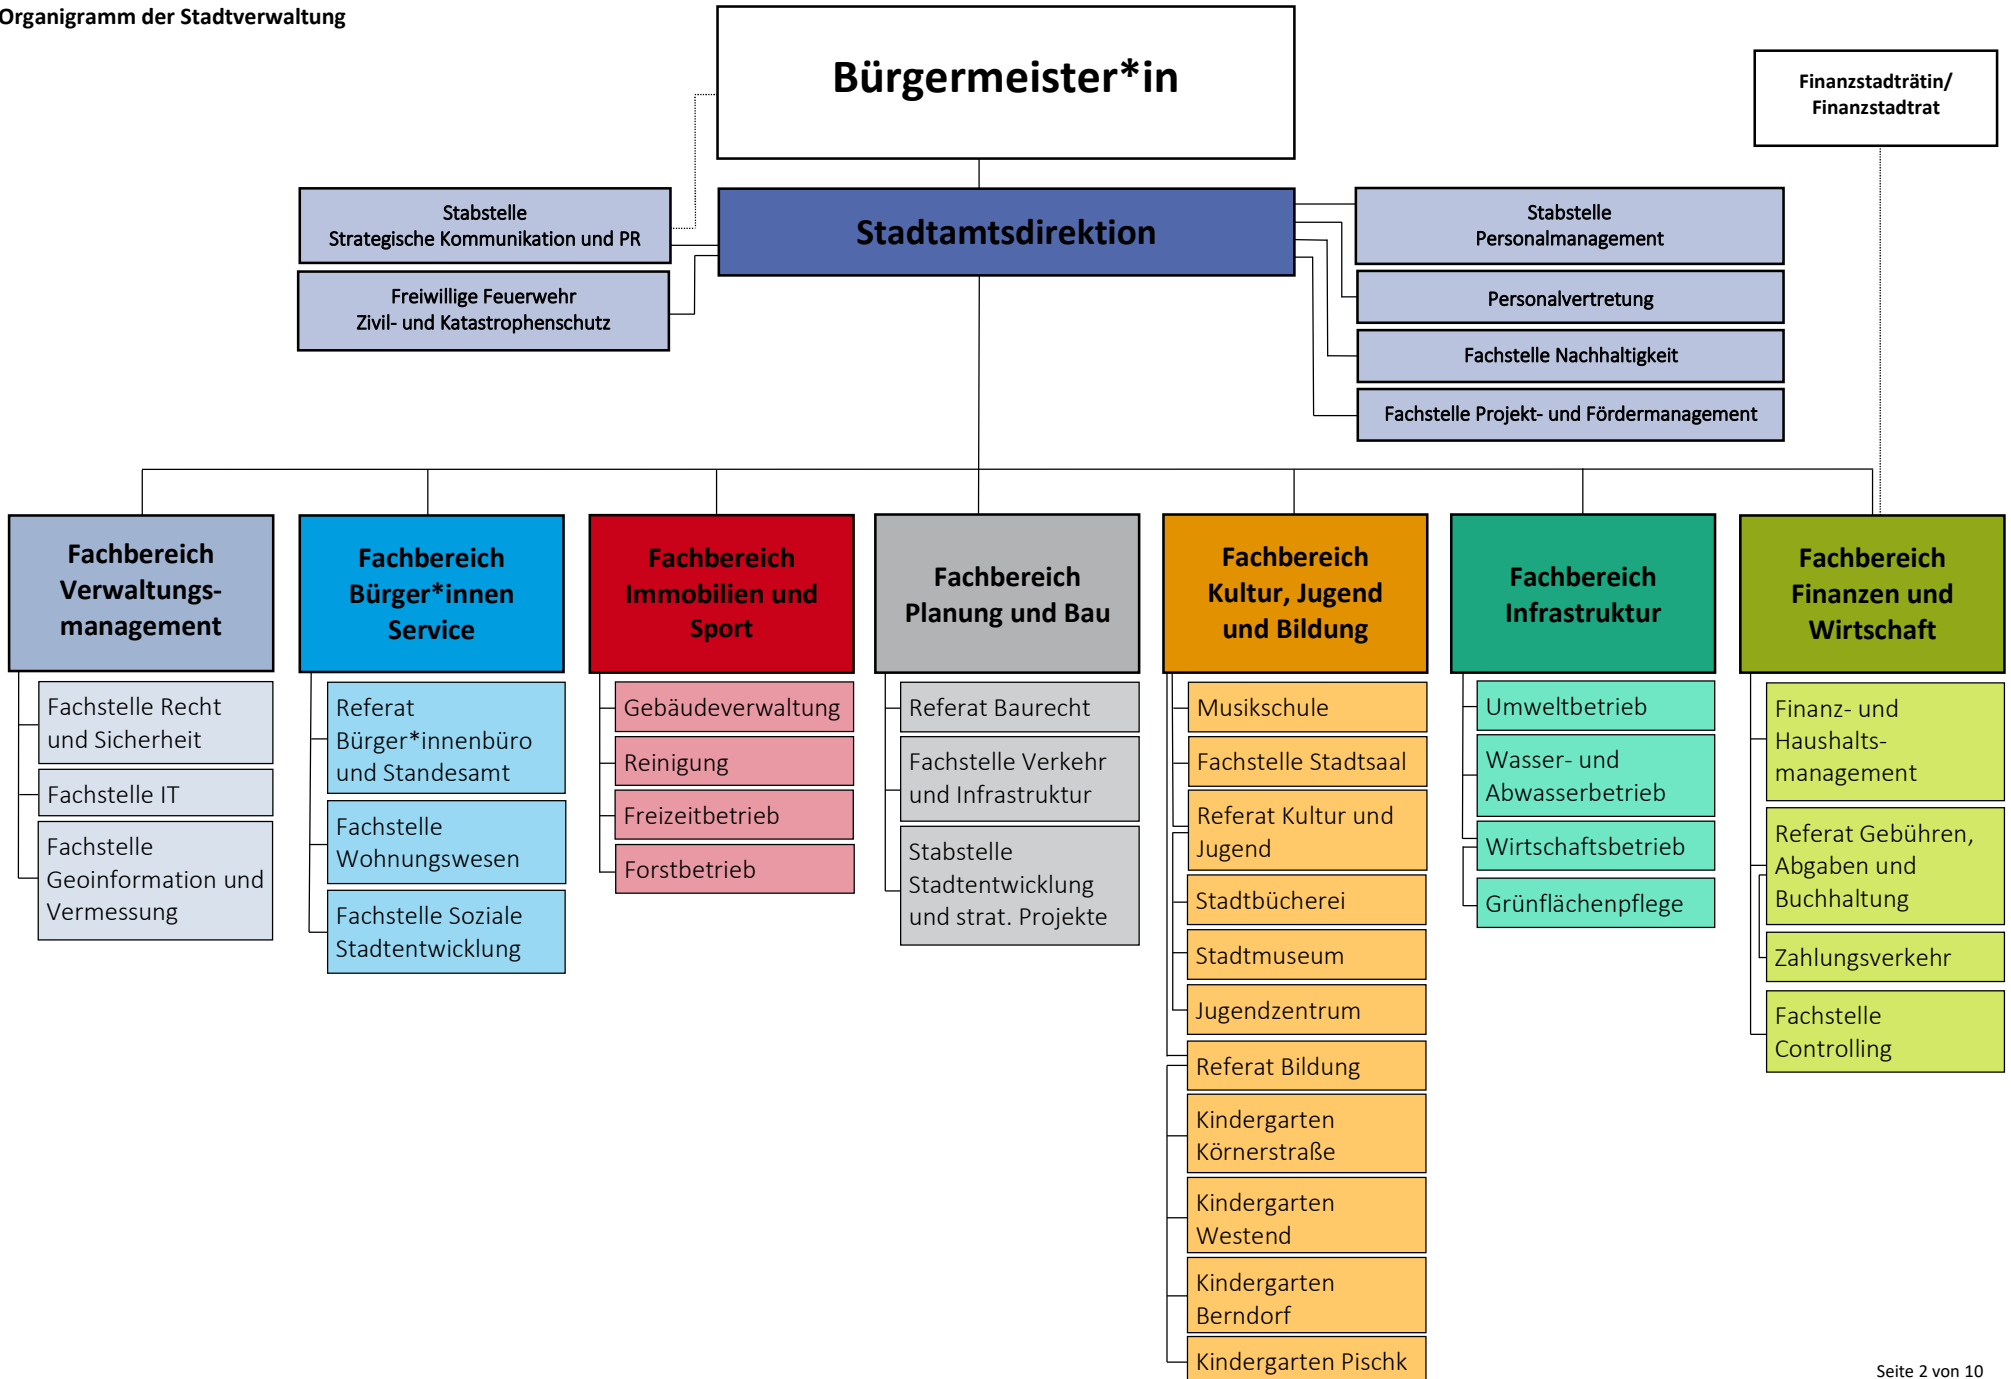 Organigramm der Stadtverwaltung
Bürgermeister*in
Finanzstadträtin/
Finanzstadtrat
Stabstelle
Strategische Kommunikation und PR
Stadtamtsdirektion
Stabstelle
Personalmanagement
Freiwillige Feuerwehr
Zivil- und Katastrophenschutz
Personalvertretung
Fachstelle Nachhaltigkeit
Fachstelle Projekt- und Fördermanagement
Fachbereich
Verwaltungs-
management
Fachstelle Recht
und Sicherheit
Fachstelle IT
Fachstelle
Geoinformation und
Vermessung
Fachbereich
Bürger*innen
Service
Referat
Bürger*innenbüro
und Standesamt
Fachstelle
Wohnungswesen
Fachstelle Soziale
Stadtentwicklung
Fachbereich
Immobilien und
Sport
Gebäudeverwaltung
Reinigung
Freizeitbetrieb
Forstbetrieb
Fachbereich
Planung und Bau
Referat Baurecht
Fachstelle Verkehr
und Infrastruktur
Stabstelle
Stadtentwicklung
und strat. Projekte
Fachbereich
Kultur, Jugend
und Bildung
Musikschule
Fachstelle Stadtsaal
Referat Kultur und
Jugend
Stadtbücherei
Stadtmuseum
Jugendzentrum
Referat Bildung
Kindergarten
Körnerstraße
Kindergarten
Westend
Kindergarten
Berndorf
Kindergarten Pischk
Fachbereich
Infrastruktur
Umweltbetrieb
Wasser- und
Abwasserbetrieb
Wirtschaftsbetrieb
Grünflächenpflege
Fachbereich
Finanzen und
Wirtschaft
Finanz- und
Haushalts-
management
Referat Gebühren,
Abgaben und
Buchhaltung
Zahlungsverkehr
Fachstelle
Controlling
Seite 2 von 10